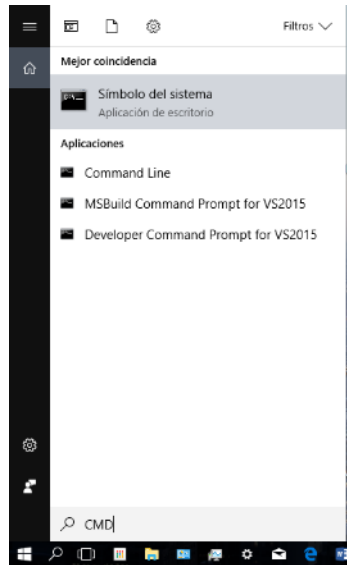 Filtros
Mejor coincidencia
Símbolo del sistema
Aplicación de escritorio
Aplicaciones
Command Line
MSBuild Command Prompt for VS2015
Developer Command Prompt for VS2015
CMD